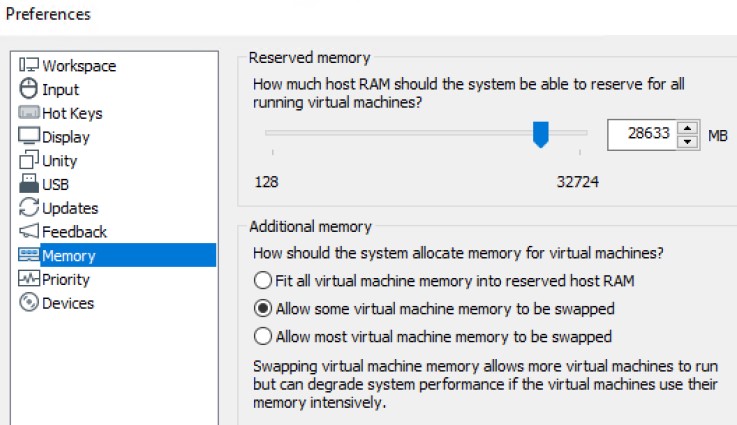 Preferences
Workspace
Input
Hot Keys
Display
Unity
USB
Updates
Feedback
Memory
Priority
Devices
Reserved memory
How much host RAM should the system be able to reserve for all
running virtual machines?
28633 MB
128 32724
Additional memory
How should the system allocate memory for virtual machines?
Fit all virtual machine memory into reserved host RAM
Allow some virtual machine memory to be swapped
Allow most virtual machine memory to be swapped
Swapping virtual machine memory allows more virtual machines to run
but can degrade system performance if the virtual machines use their
memory intensively.